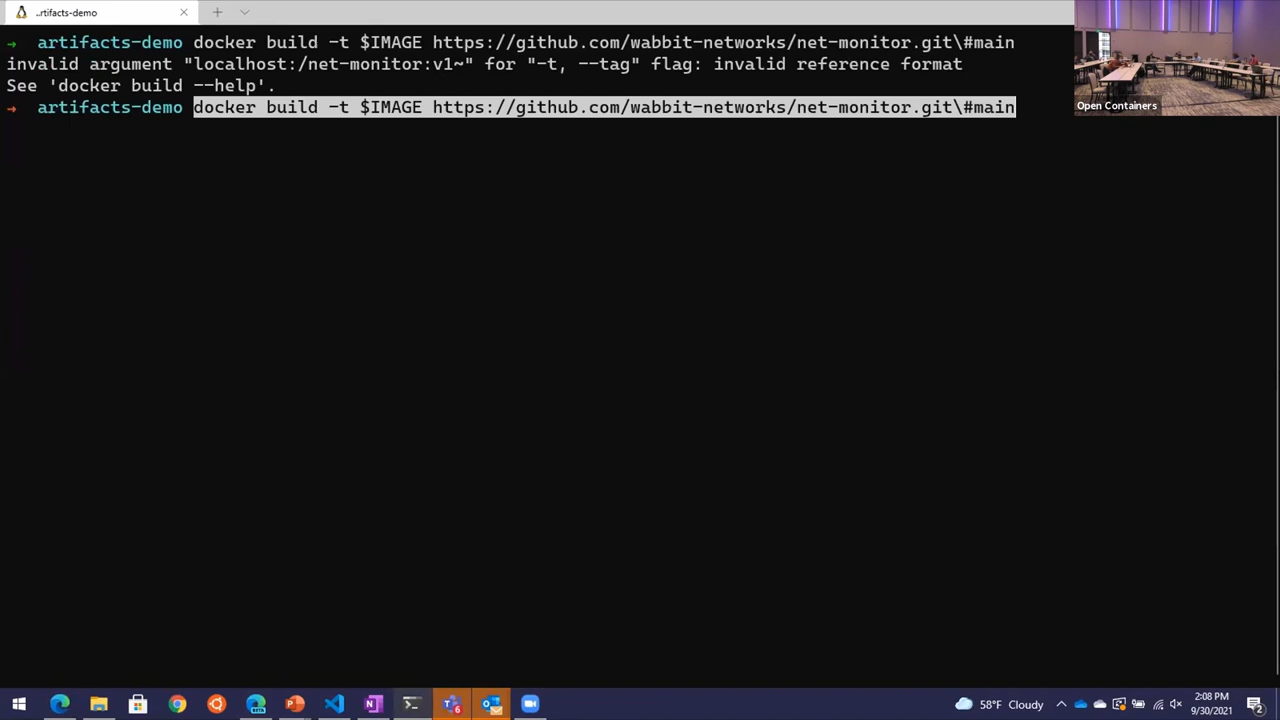 ..rtifacts-demo
→ artifacts-demo docker build -t $IMAGE https://github.com/wabbit-networks/net-monitor.git\#main
invalid argument "localhost:/net-monitor:v1~" for "-t, --tag" flag: invalid reference format
See 'docker build --help'.
→ artifacts-demo docker build -t $IMAGE https://github.com/wabbit-networks/net-monitor.git\#main
Open Containers
58°F Cloudy
2:08 PM
9/30/2021